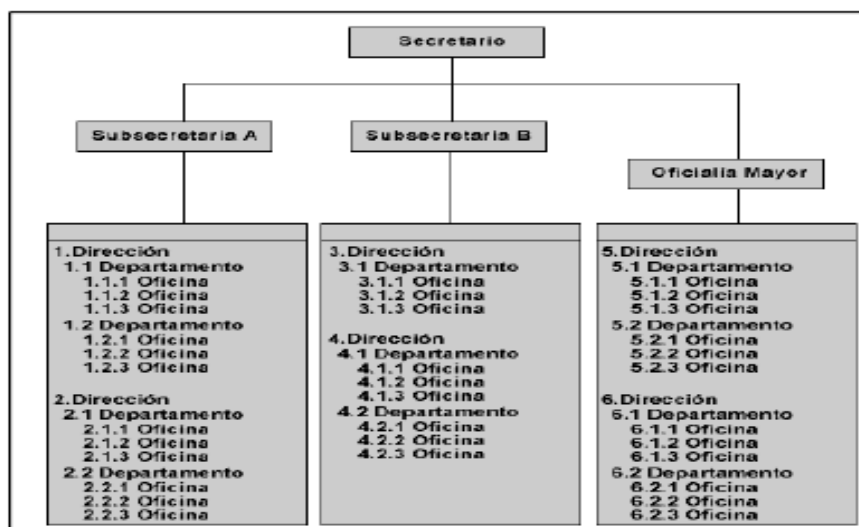 Secretario
Subsecretaria A
Subsecretaria B
Oficialía Mayor
1.Dirección
1.1 Departamento
1.1.1 Oficina
1.1.2 Oficina
1.1.3 Oficina
1.2 Departamento
1.2.1 Oficina
1.2.2 Oficina
1.2.3 Oficina
2.Dirección
2.1 Departamento
2.1.1 Oficina
2.1.2 Oficina
2.1.3 Oficina
2.2 Departamento
2.2.1 Oficina
2.2.2 Oficina
2.2.3 Oficina
3.Dirección
3.1 Departamento
3.1.1 Oficina
3.1.2 Oficina
3.1.3 Oficina
4.Dirección
4.1 Departamento
4.1.1 Oficina
4.1.2 Oficina
4.1.3 Oficina
4.2 Departamento
4.2.1 Oficina
4.2.2 Oficina
4.2.3 Oficina
5.Dirección
5.1 Departamento
5.1.1 Oficina
5.1.2 Oficina
5.1.3 Oficina
5.2 Departamento
5.2.1 Oficina
5.2.2 Oficina
5.2.3 Oficina
6.Dirección
6.1 Departamento
6.1.1 Oficina
6.1.2 Oficina
6.1.3 Oficina
6.2 Departamento
6.2.1 Oficina
6.2.2 Oficina
6.2.3 Oficina